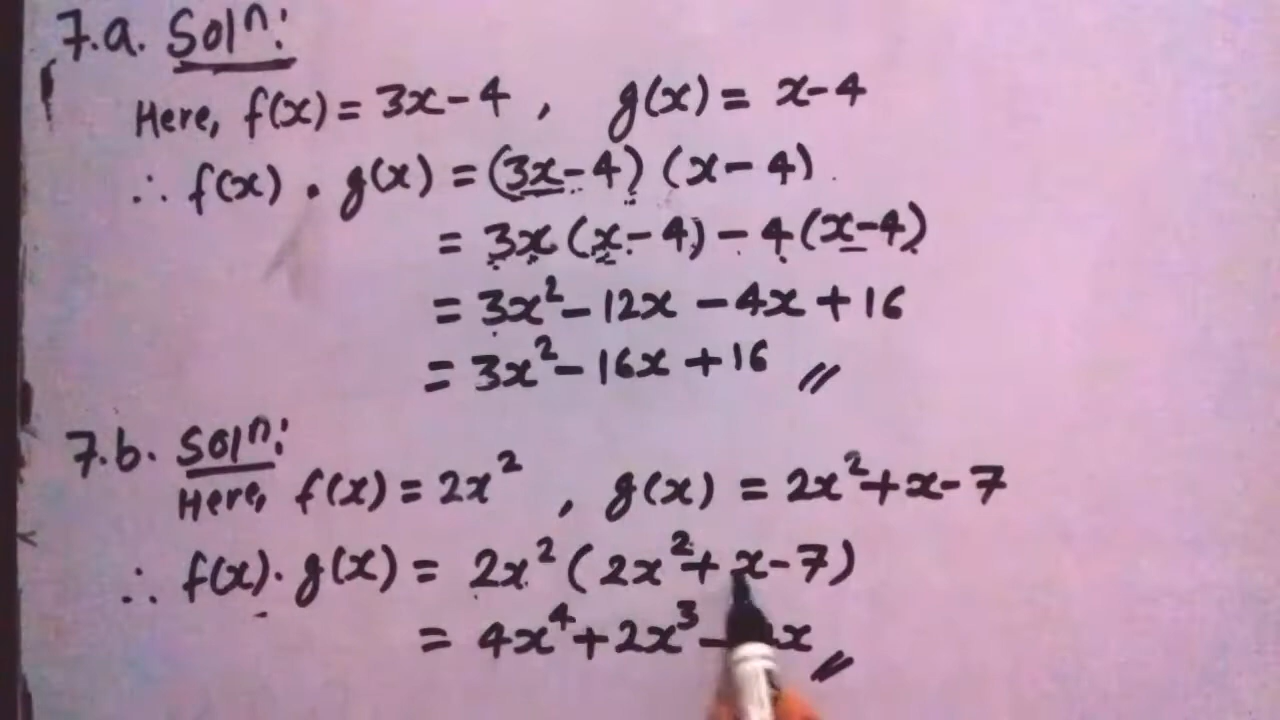 7.a. Solⁿ:
Here, f(x) = 3x - 4 , g(x) = x - 4
∴ f(x) . g(x) = (3x - 4) (x - 4)
= 3x (x - 4) - 4 (x - 4)
= 3x² - 12x - 4x + 16
= 3x² - 16x + 16 //
7.b. Solⁿ:
Here, f(x) = 2x² , g(x) = 2x² + x - 7
∴ f(x) . g(x) = 2x² (2x² + x - 7)
= 4x⁴ + 2x³ - x //